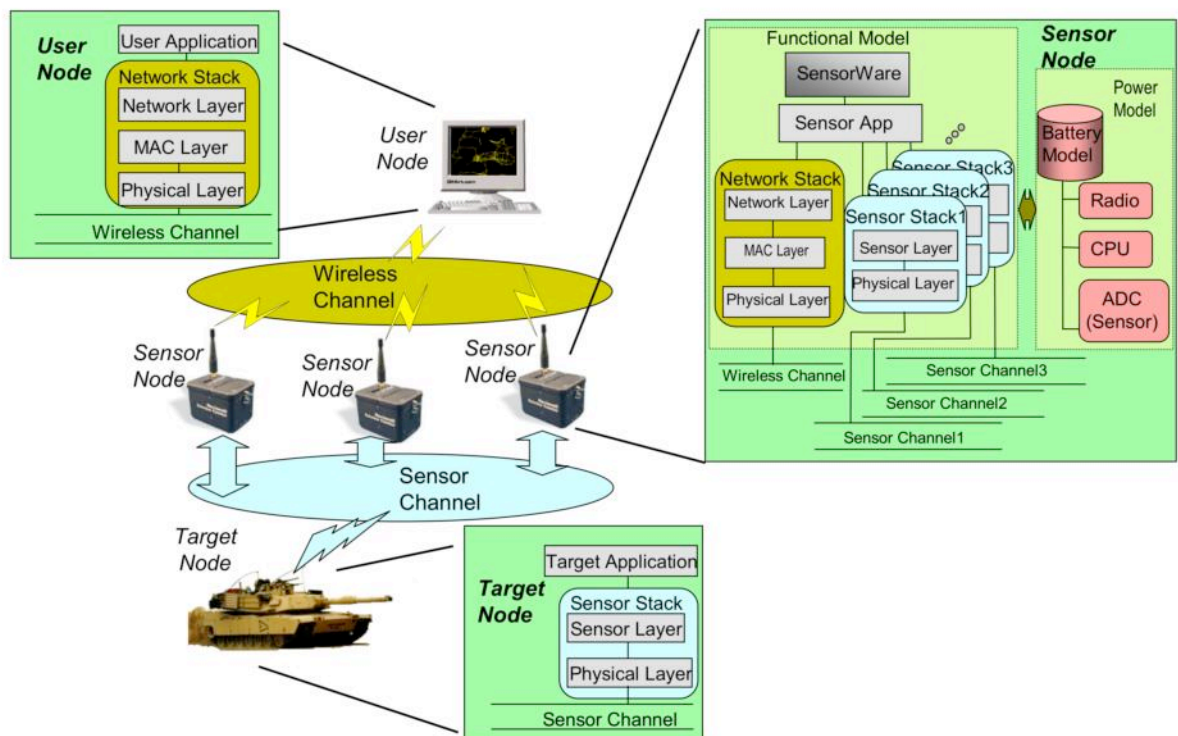 User
Node
User Application
Network Stack
Network Layer
MAC Layer
Physical Layer
Wireless Channel
User
Node
Wireless
Channel
Sensor
Node
Sensor
Node
Sensor
Node
Sensor
Channel
Target
Node
Target
Node
Target Application
Sensor Stack
Sensor Layer
Physical Layer
Sensor Channel
Sensor
Node
Functional Model
SensorWare
Sensor App
Network Stack
Network Layer
MAC Layer
Physical Layer
Sensor Stack3
Sensor Stack2
Sensor Stack1
Sensor Layer
Physical Layer
Wireless Channel
Sensor Channel3
Sensor Channel2
Sensor Channel1
Power
Model
Battery
Model
Radio
CPU
ADC
(Sensor)